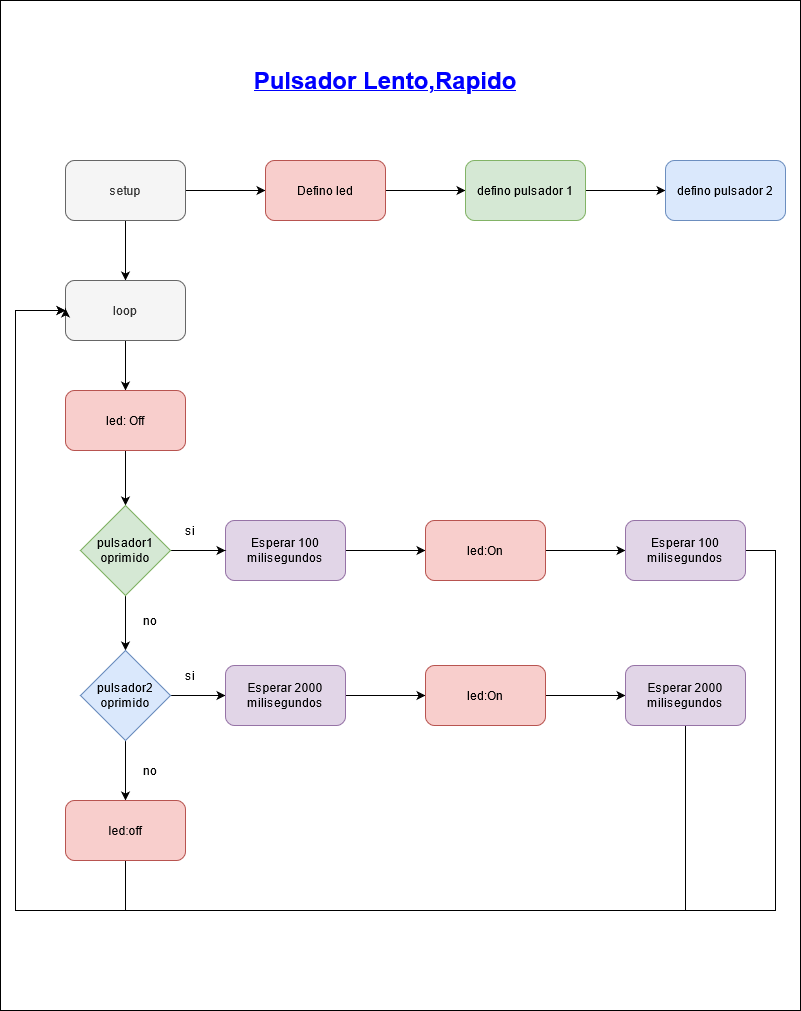 Pulsador Lento,Rapido
setup
Defino led
defino pulsador 1
defino pulsador 2
loop
led: Off
pulsador1
oprimido
si
Esperar 100
milisegundos
led:On
Esperar 100
milisegundos
no
pulsador2
oprimido
si
Esperar 2000
milisegundos
led:On
Esperar 2000
milisegundos
no
led:off